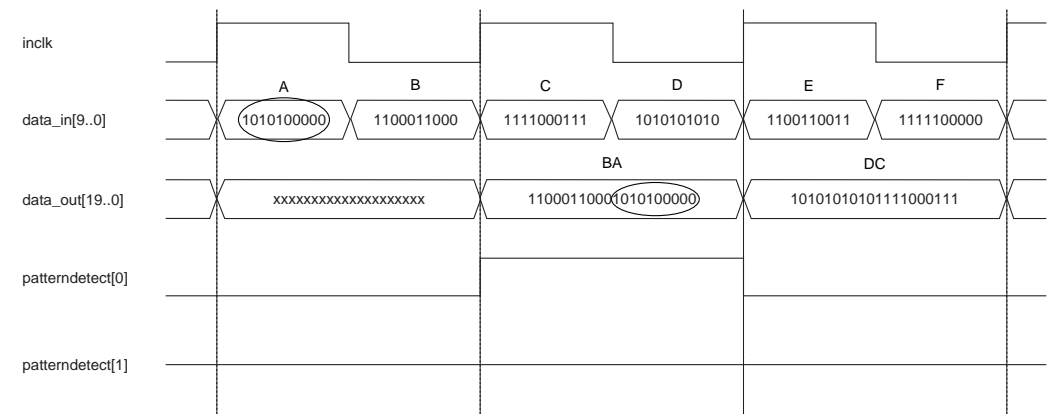 inclk
A B C D E F
data_in[9..0] 1010100000 1100011000 1111000111 1010101010 1100110011 1111100000
BA DC
data_out[19..0] xxxxxxxxxxxxxxxxxxxx 11000110001010100000 10101010101111000111
patterndetect[0]
patterndetect[1]